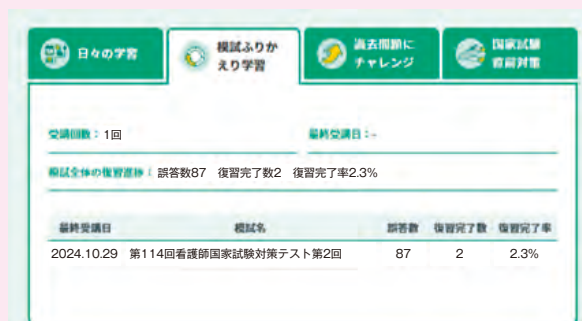 日々の学習
模試ふりか
えり学習
過去問題に
チャレンジ
国家試験
直前対策
受講回数：1回
最終受講日：-
模試全体の復習進捗：誤答数87 復習完了数2 復習完了率2.3%
最終受講日 模試名 誤答数 復習完了数 復習完了率
2024.10.29 第114回看護師国家試験対策テスト第2回 87 2 2.3%